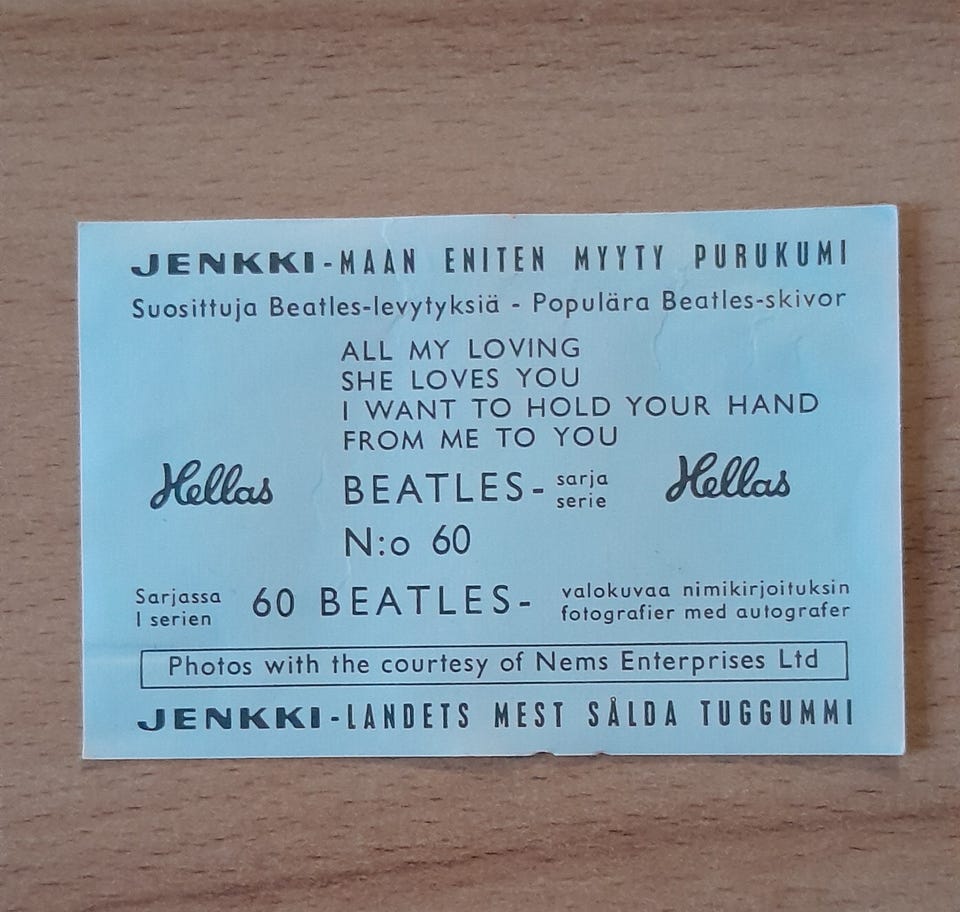 JENKKI-MAAN ENITEN MYYTY PURUKUMI
Suosittuja Beatles-levytyksiä - Populära Beatles-skivor
ALL MY LOVING
SHE LOVES YOU
I WANT TO HOLD YOUR HAND
FROM ME TO YOU
Hellas BEATLES- sarja serie Hellas
N:o 60
Sarjassa I serien 60 BEATLES- valokuvaa nimikirjoituksin fotografier med autografer
Photos with the courtesy of Nems Enterprises Ltd
JENKKI-LANDETS MEST SÅLDA TUGGUMMI